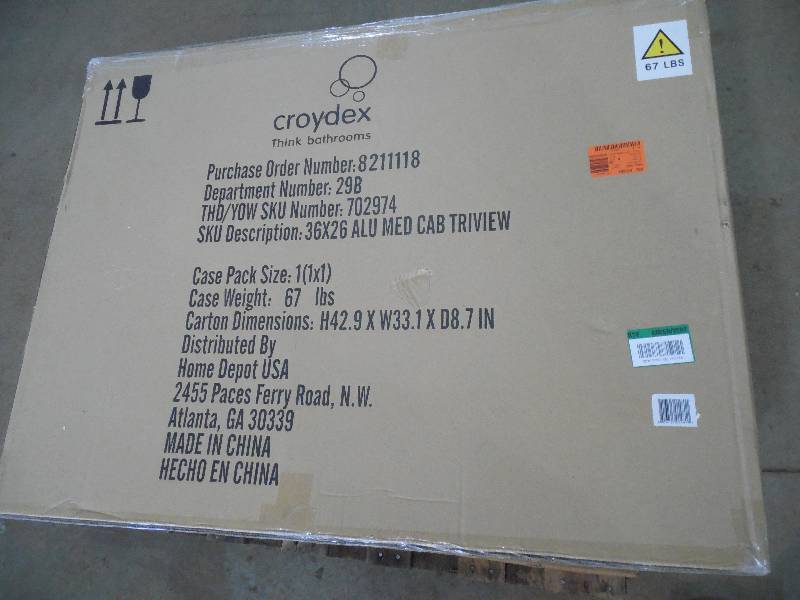 croydex
Think bathrooms
67 LBS
Purchase Order Number: 8211118
Department Number: 29B
THD/YOW SKU Number: 702974
SKU Description: 36X26 ALU MED CAB TRIVIEW
Case Pack Size: 1(1x1)
Case Weight: 67 lbs
Carton Dimensions: H42.9 X W33.1 X D8.7 IN
Distributed By
Home Depot USA
2455 Paces Ferry Road, N.W.
Atlanta, GA 30339
MADE IN CHINA
HECHO EN CHINA